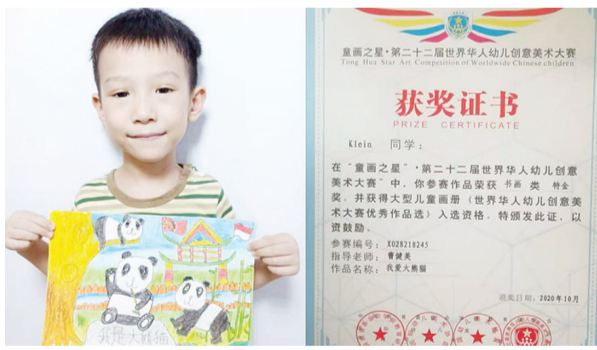 我是大熊猫
童画之星·第二十二届世界华人幼儿创意美术大赛
Tong Hua Star Art Competition of Worldwide Chinese children
获奖证书
PRIZE CERTIFICATE
Klein 同学：
在“童画之星”·第二十二届世界华人幼儿创意
美术大赛”中，你参赛作品荣获 书画 类 特金
奖，并获得大型儿童画册（世界华人幼儿创意美
术大赛优秀作品选）入选资格，特颁发此证，以
资鼓励。
参赛编号：X028218245
指导老师：曹健美
作品名称：我爱大熊猫
颁奖日期：2020年10月